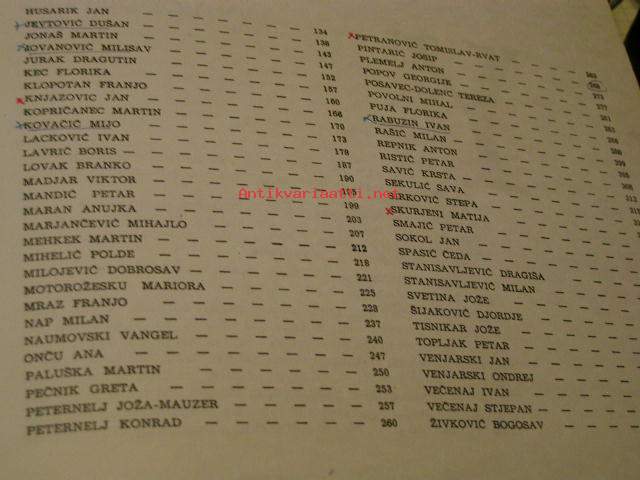 HUSARIK JAN
JEVTOVIĆ DUŠAN — — — — — 134
JONAŠ MARTIN — — — — — 138
JOVANOVIĆ MILISAV — — — — 143
JURAK DRAGUTIN — — — — — 147
KEC FLORIKA — — — — — — 152
KLOPOTAN FRANJO — — — — 157
KNJAZOVIC JAN — — — — — 160
KOPRIČANEC MARTIN — — — — 166
KOVAČIĆ MIJO — — — — — — 170
LACKOVIĆ IVAN — — — — — 173
LAVRIĆ BORIS — — — — — — 178
LOVAK BRANKO — — — — — 187
MADJAR VIKTOR — — — — — 190
MANDIĆ PETAR — — — — — 195
MARAN ANUJKA — — — — — 199
MARJANČEVIĆ MIHAJLO — — — — 203
MEHKEK MARTIN — — — — — 207
MIHELIĆ POLDE — — — — — 212
MILOJEVIĆ DOBROSAV — — — — 218
MOTOROŽESKU MARIORA — — — — 221
MRAZ FRANJO — — — — — — 225
NAP MILAN — — — — — — 229
NAUMOVSKI VANGEL — — — — — 237
ONČU ANA — — — — — — — 240
PALUŠKA MARTIN — — — — — 247
PEČNIK GRETA — — — — — — 250
PETERNELJ JOŽA-MAUZER — — — — 253
PETERNELJ KONRAD — — — — — 257
260
PETRANOVIĆ TOMISLAV-RVAT
PINTARIĆ JOSIP — — — —
PLEMELJ ANTON — — — —
POPOV GEORGIJE — — — —
POSAVEC-DOLENC TEREZA — —
POVOLNI MIHAL — — — —
PUJA FLORIKA — — — —
RABUZIN IVAN — — — —
RAŠIĆ MILAN — — — —
REPNIK ANTON — — — —
RISTIĆ PETAR — — — —
SAVIĆ KRSTA — — — —
SEKULIĆ SAVA — — — —
SIRKOVIĆ STEPA — — — —
SKURJENI MATIJA — — — —
SMAJIĆ PETAR — — — —
SOKOL JAN — — — —
SPASIĆ ČEDA — — — —
STANISAVLJEVIĆ DRAGIŠA — —
STANISAVLJEVIĆ MILAN — —
SVETINA JOŽE — — — —
ŠIJAKOVIĆ DJORDJE — — — —
TISNIKAR JOŽE — — — —
TOPLJAK PETAR — — — —
VENJARSKI JAN — — — —
VENJARSKI ONDREJ — — — —
VEČENAJ IVAN — — — —
VEČENAJ STJEPAN — — — —
ŽIVKOVIĆ BOGOSAV — — — —
Antikvariaatti.net